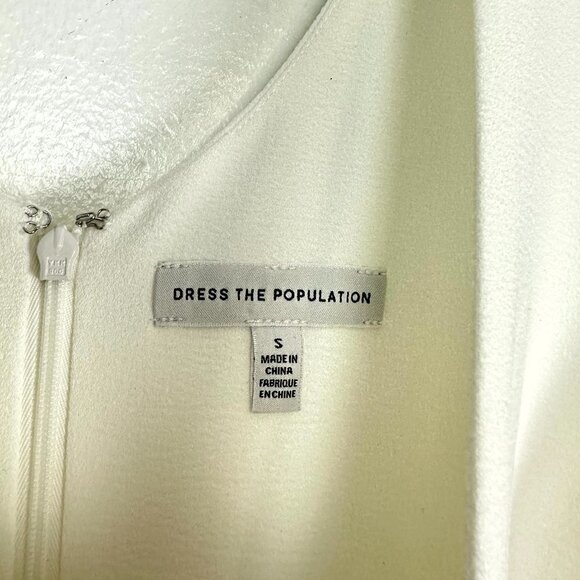 DRESS THE POPULATION
S
MADE IN
CHINA
FABRIQUE
EN CHINE